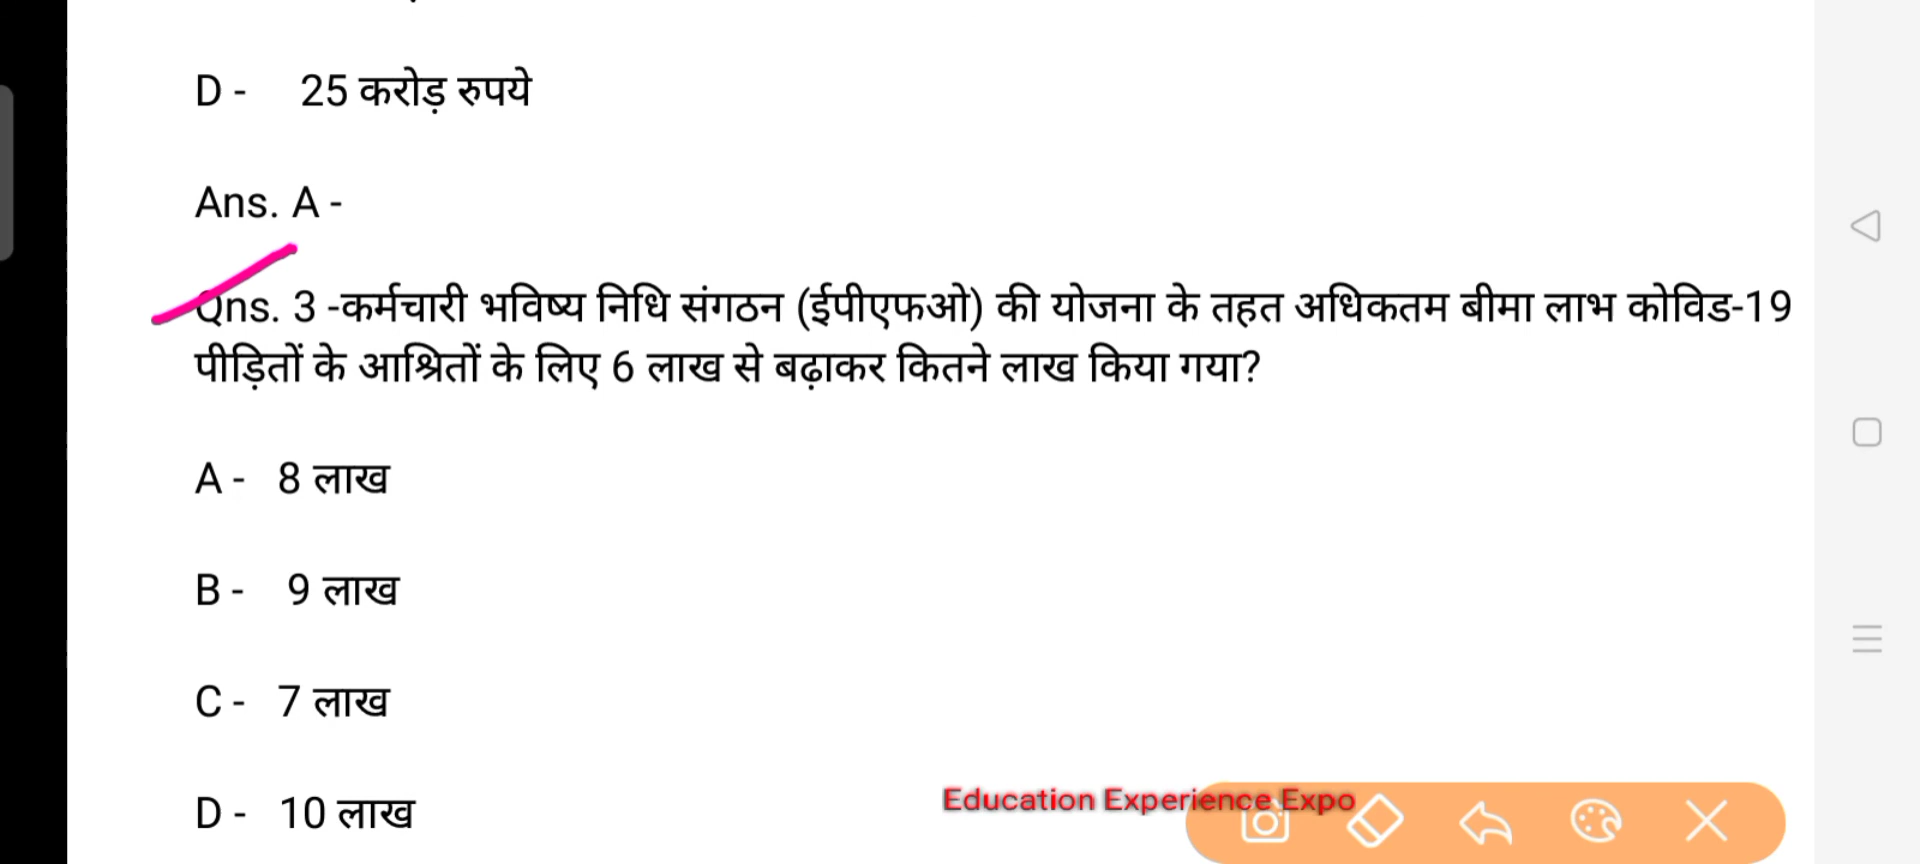 D - 25 करोड़ रुपये
Ans. A -
Qns. 3 -कर्मचारी भविष्य निधि संगठन (ईपीएफओ) की योजना के तहत अधिकतम बीमा लाभ कोविड-19
पीड़ितों के आश्रितों के लिए 6 लाख से बढ़ाकर कितने लाख किया गया?
A - 8 लाख
B - 9 लाख
C - 7 लाख
D - 10 लाख
Education Experience Expo